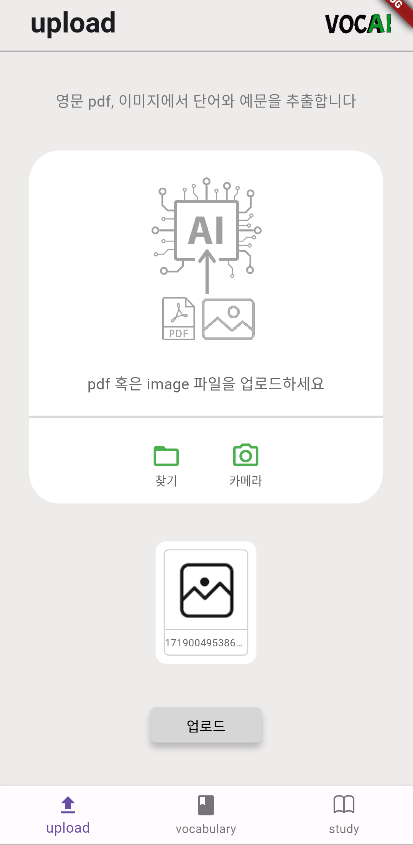 upload
VOCAI
영문 pdf, 이미지에서 단어와 예문을 추출합니다
AI
PDF
pdf 혹은 image 파일을 업로드하세요
찾기 카메라
171900495386...
업로드
upload vocabulary study